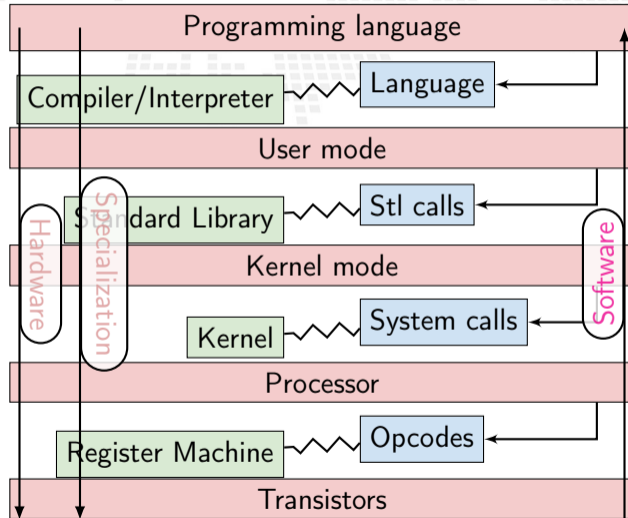 Programming language
Language
Compiler/Interpreter
User mode
Stl calls
Standard Library
Specialization
Hardware
Software
Kernel mode
System calls
Kernel
Processor
Opcodes
Register Machine
Transistors